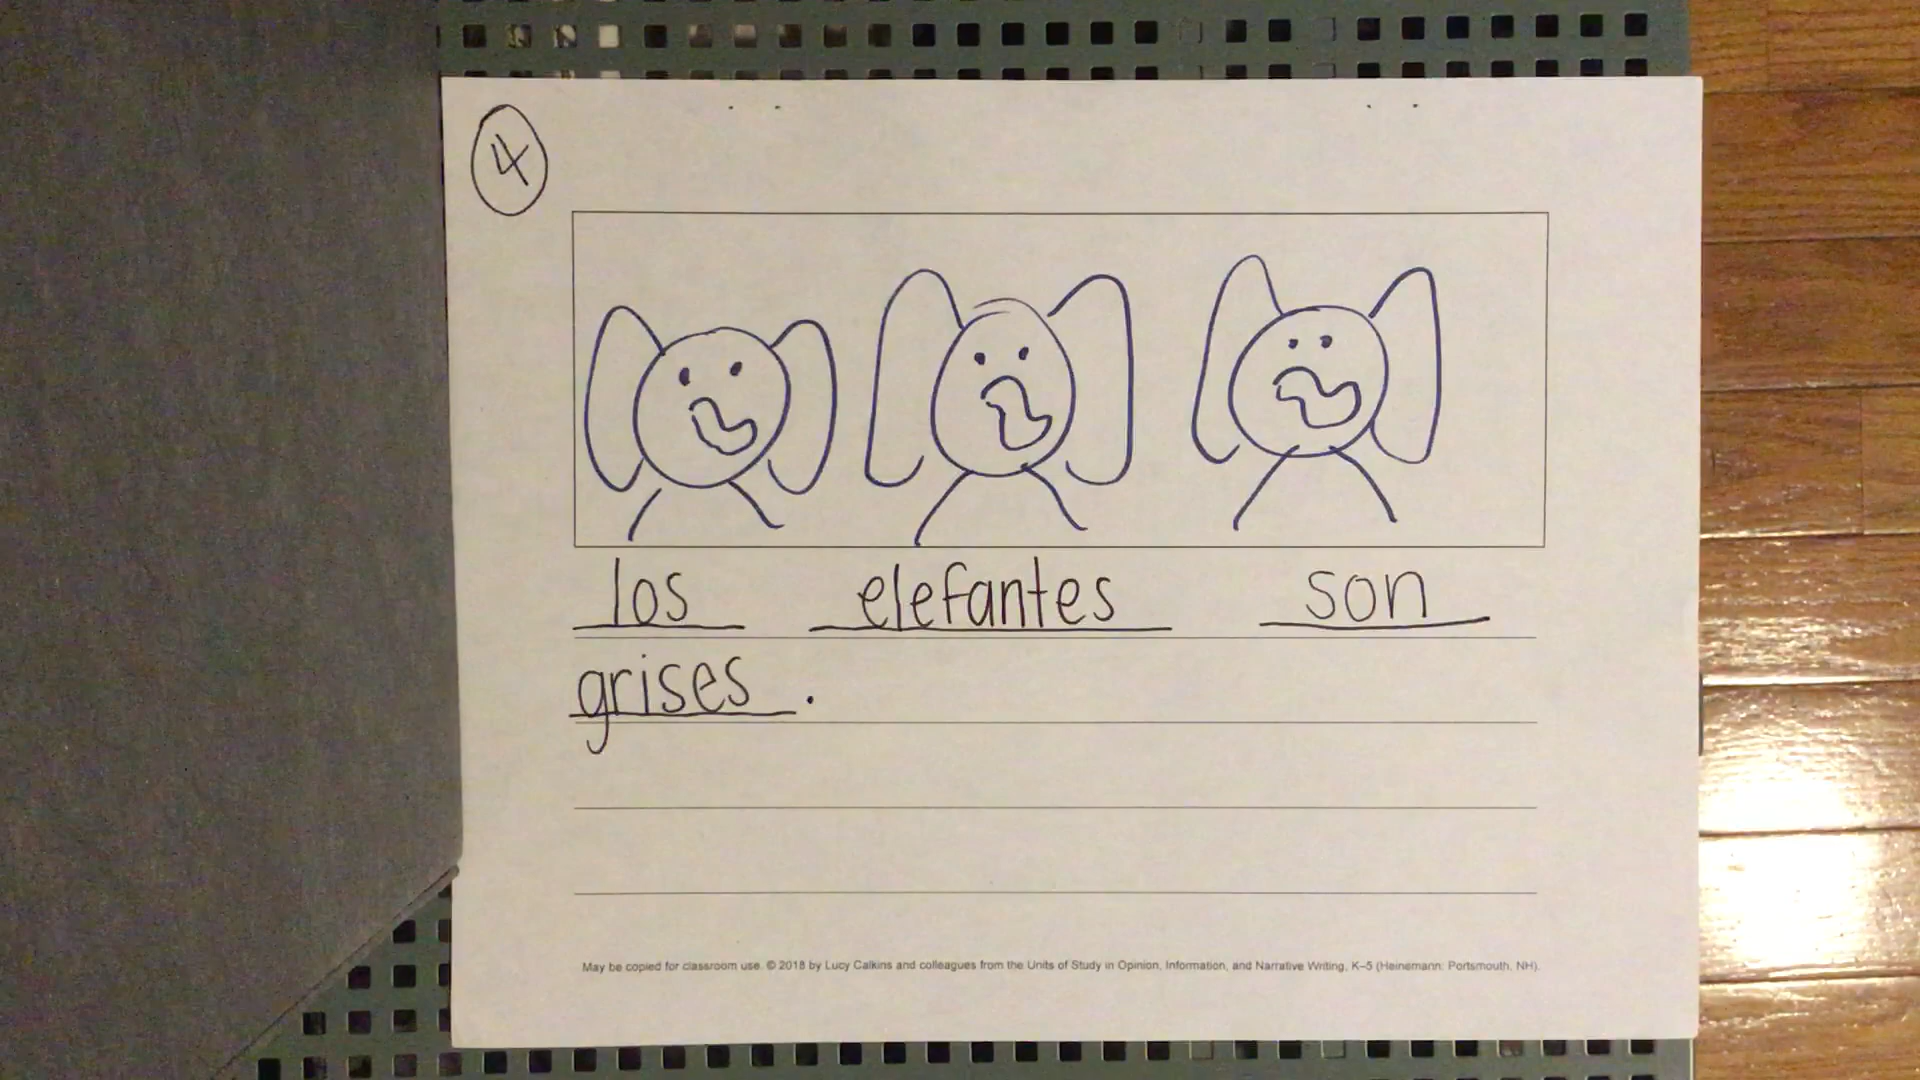 4
los elefantes son
grises.
May be copied for classroom use. © 2018 by Lucy Calkins and colleagues from the Units of Study in Opinion, Information, and Narrative Writing, K–5 (Heinemann: Portsmouth, NH).